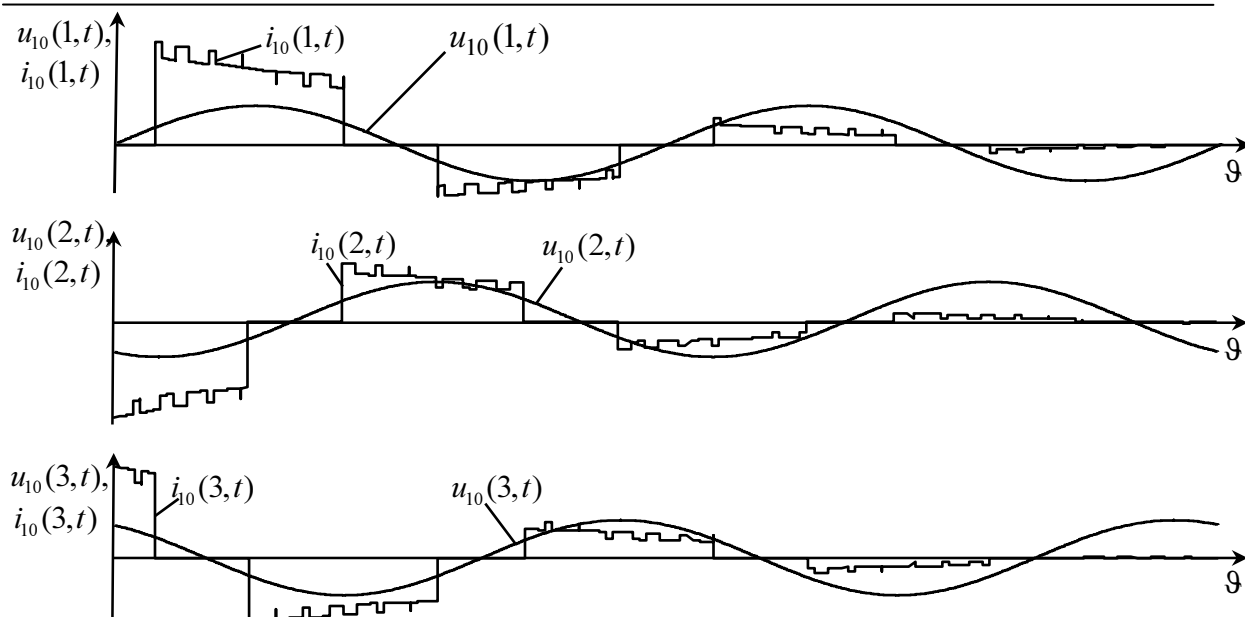 u₁₀(1,t),
i₁₀(1,t)
i₁₀(1,t)
u₁₀(1,t)
ϑ
u₁₀(2,t),
i₁₀(2,t)
i₁₀(2,t)
u₁₀(2,t)
ϑ
u₁₀(3,t),
i₁₀(3,t)
i₁₀(3,t)
u₁₀(3,t)
ϑ